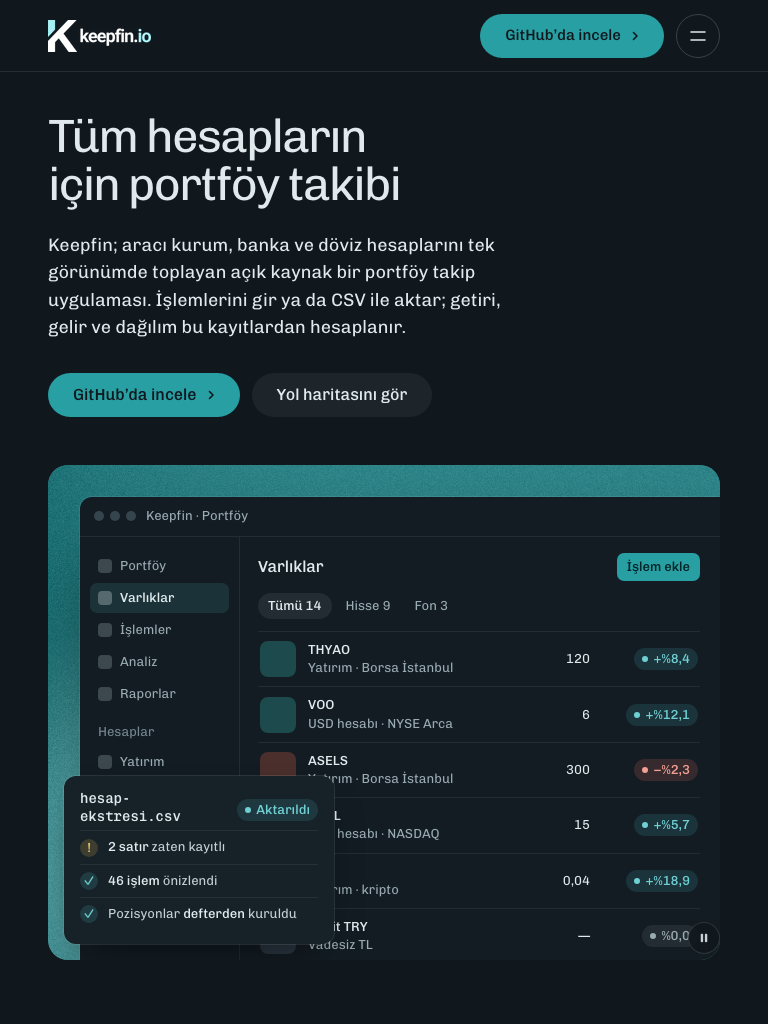 keepfin.io
GitHub’da incele
Tüm hesapların
için portföy takibi
Keepfin; aracı kurum, banka ve döviz hesaplarını tek
görünümde toplayan açık kaynak bir portföy takip
uygulaması. İşlemlerini gir ya da CSV ile aktar; getiri,
gelir ve dağılım bu kayıtlardan hesaplanır.
GitHub’da incele
Yol haritasını gör
Keepfin · Portföy
Portföy
Varlıklar
İşlemler
Analiz
Raporlar
Hesaplar
Yatırım
Varlıklar
İşlem ekle
Tümü 14
Hisse 9
Fon 3
THYAO
Yatırım · Borsa İstanbul
120
+%8,4
VOO
USD hesabı · NYSE Arca
6
+%12,1
ASELS
Yatırım · Borsa İstanbul
300
−%2,3
L
hesabı · NASDAQ
15
+%5,7
rım · kripto
0,04
+%18,9
it TRY
Vadesiz TL
—
%0,0
hesap-
ekstresi.csv
Aktarıldı
! 2 satır zaten kayıtlı
46 işlem önizlendi
Pozisyonlar defterden kuruldu